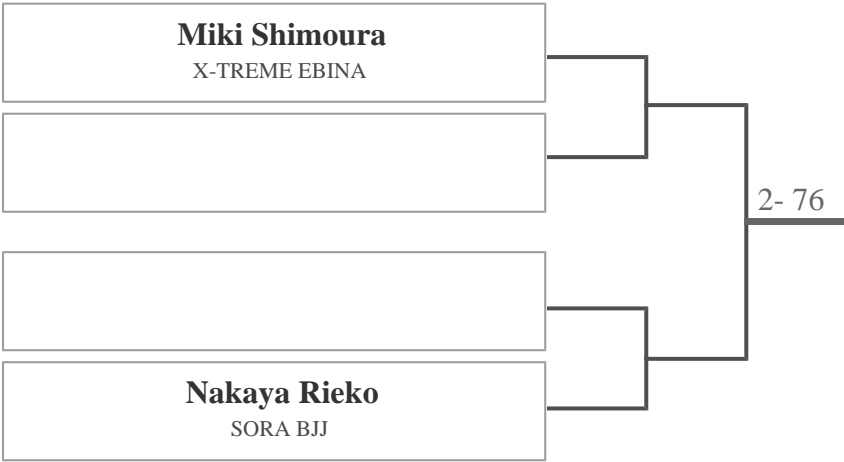 Miki Shimoura
X-TREME EBINA
2- 76
Nakaya Rieko
SORA BJJ